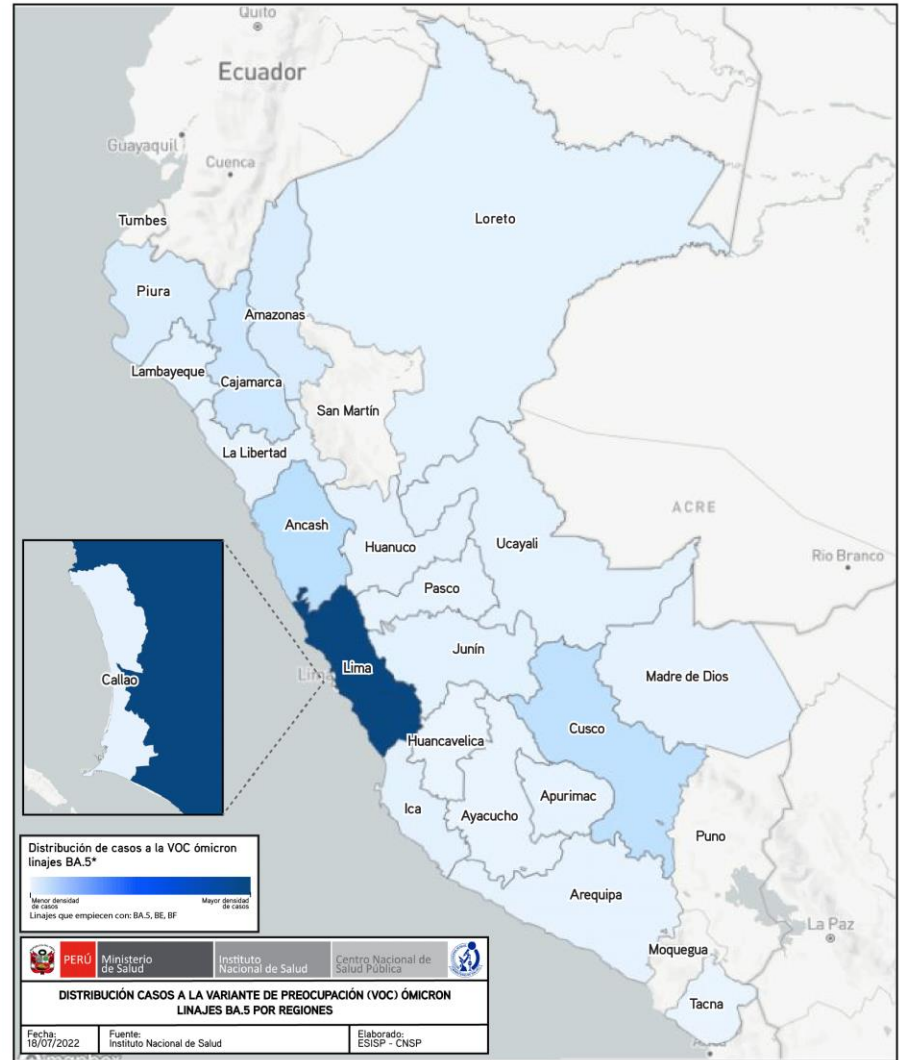 Quito
Ecuador
Guayaquil
Cuenca
Tumbes
Loreto
Piura
Amazonas
Lambayeque
Cajamarca
San Martín
La Libertad
ACRE
Ancash
Huanuco
Ucayali
Rio Branco
Pasco
Junín
Lima
Lima
Madre de Dios
Callao
Cusco
Huancavelica
Apurimac
Ica
Ayacucho
Puno
Arequipa
La Paz
Moquegua
Tacna
Distribución de casos a la VOC ómicron
linajes BA.5*
Menor densidad
de casos
Mayor densidad
de casos
Linajes que empiecen con: BA.5, BE, BF
PERÚ
Ministerio
de Salud
Instituto
Nacional de Salud
Centro Nacional de
Salud Pública
DISTRIBUCIÓN CASOS A LA VARIANTE DE PREOCUPACIÓN (VOC) ÓMICRON
LINAJES BA.5 POR REGIONES
Fecha:
18/07/2022
Fuente:
Instituto Nacional de Salud
Elaborado:
ESISP - CNSP